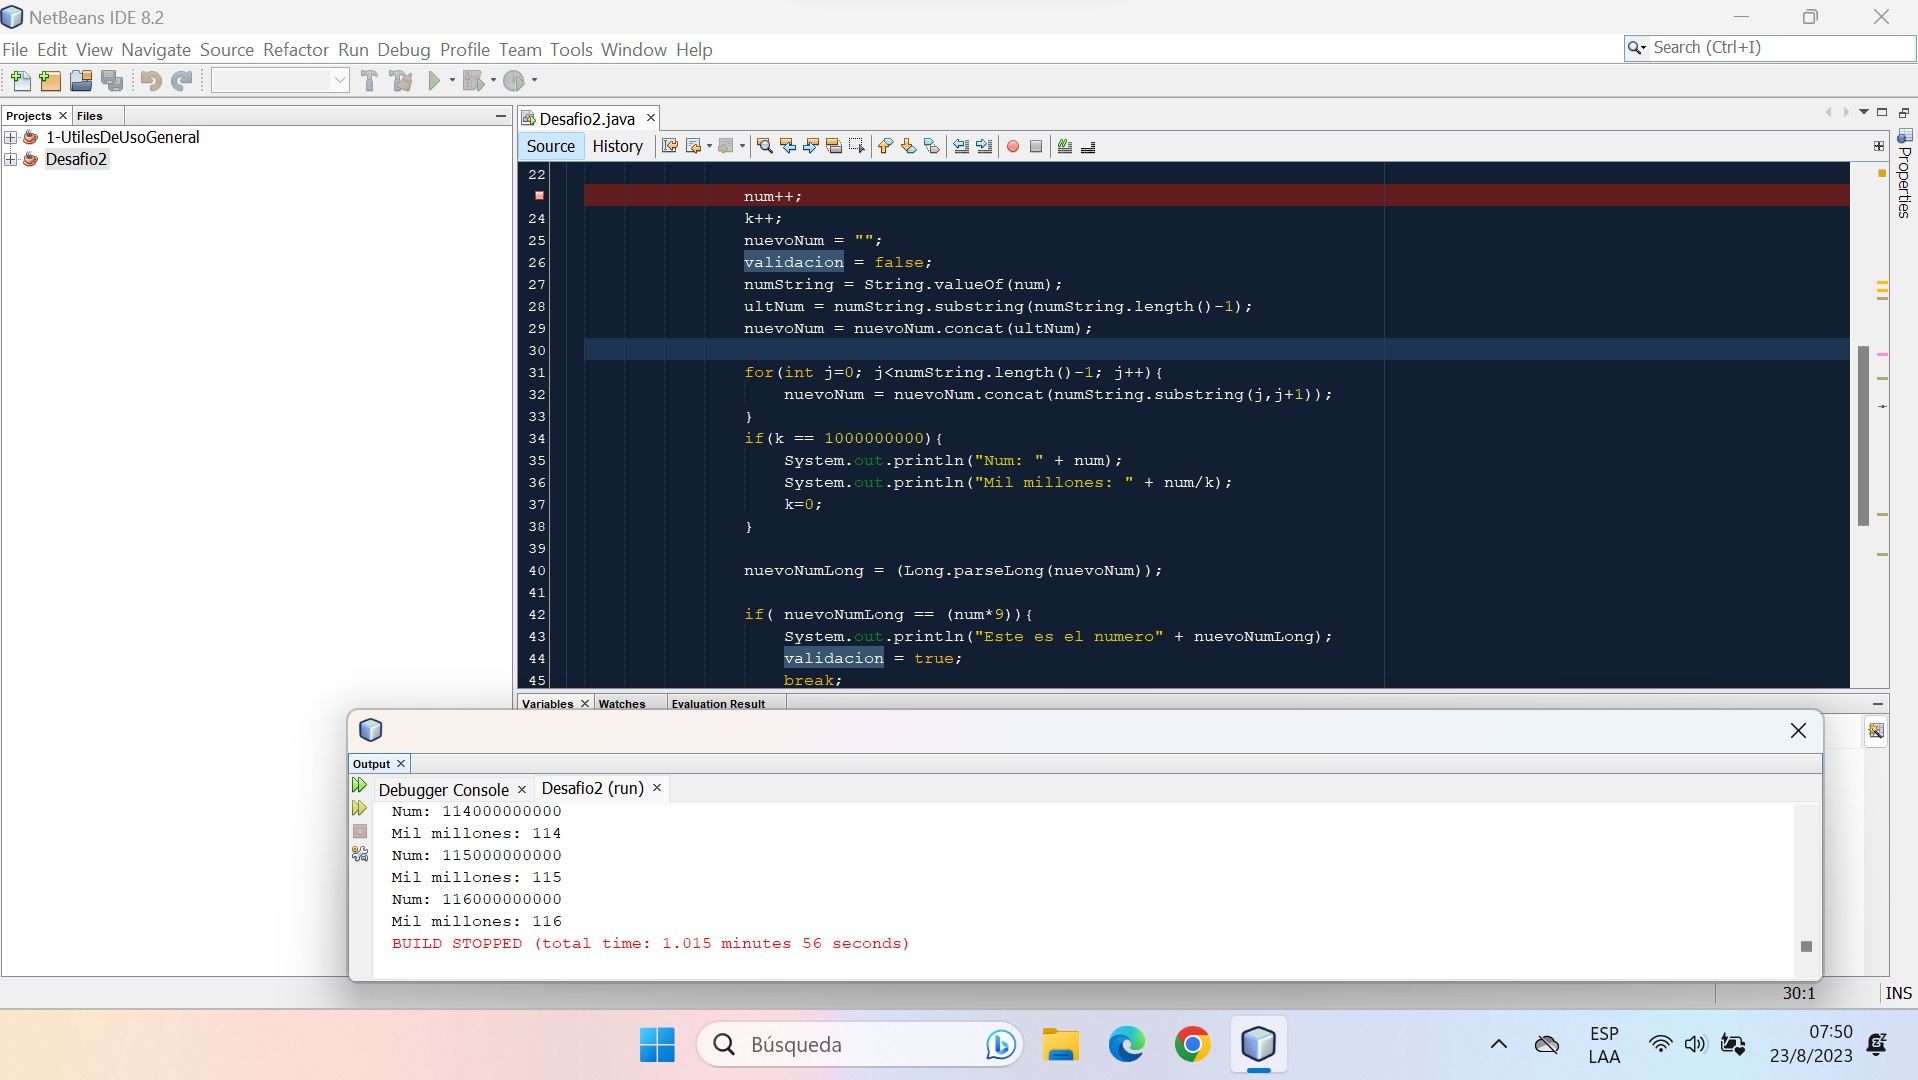 NetBeans IDE 8.2
File Edit View Navigate Source Refactor Run Debug Profile Team Tools Window Help
Search (Ctrl+I)
Projects Files
1-UtilesDeUsoGeneral
Desafio2
Desafio2.java
Source History
Properties
22
num++;
24 k++;
25 nuevoNum = "";
26 validacion = false;
27 numString = String.valueOf(num);
28 ultNum = numString.substring(numString.length()-1);
29 nuevoNum = nuevoNum.concat(ultNum);
30
31 for(int j=0; j<numString.length()-1; j++){
32 nuevoNum = nuevoNum.concat(numString.substring(j,j+1));
33 }
34 if(k == 1000000000){
35 System.out.println("Num: " + num);
36 System.out.println("Mil millones: " + num/k);
37 k=0;
38 }
39
40 nuevoNumLong = (Long.parseLong(nuevoNum));
41
42 if( nuevoNumLong == (num*9)){
43 System.out.println("Este es el numero" + nuevoNumLong);
44 validacion = true;
45 break;
Variables Watches Evaluation Result
Output
Debugger Console Desafio2 (run)
Num: 114000000000
Mil millones: 114
Num: 115000000000
Mil millones: 115
Num: 116000000000
Mil millones: 116
BUILD STOPPED (total time: 1.015 minutes 56 seconds)
30:1 INS
Búsqueda
ESP
LAA
07:50
23/8/2023